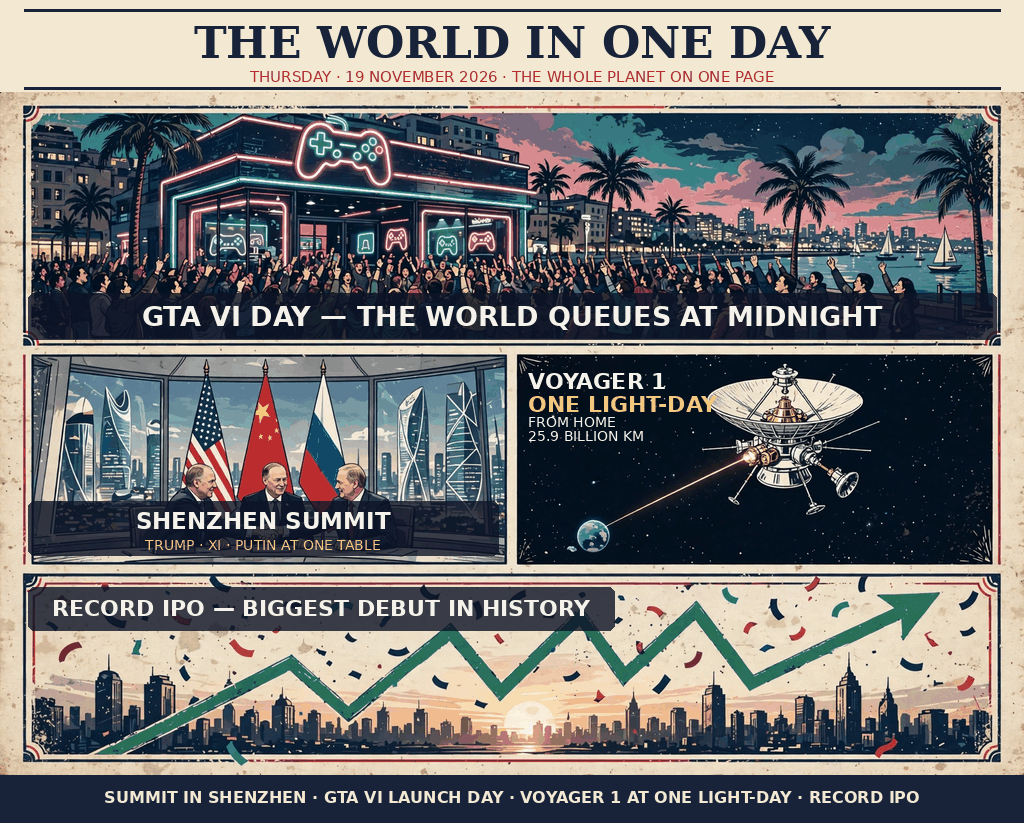 THE WORLD IN ONE DAY
THURSDAY · 19 NOVEMBER 2026 · THE WHOLE PLANET ON ONE PAGE
GTA VI DAY — THE WORLD QUEUES AT MIDNIGHT
SHENZHEN SUMMIT
TRUMP · XI · PUTIN AT ONE TABLE
VOYAGER 1
ONE LIGHT-DAY
FROM HOME
25.9 BILLION KM
RECORD IPO — BIGGEST DEBUT IN HISTORY
SUMMIT IN SHENZHEN · GTA VI LAUNCH DAY · VOYAGER 1 AT ONE LIGHT-DAY · RECORD IPO